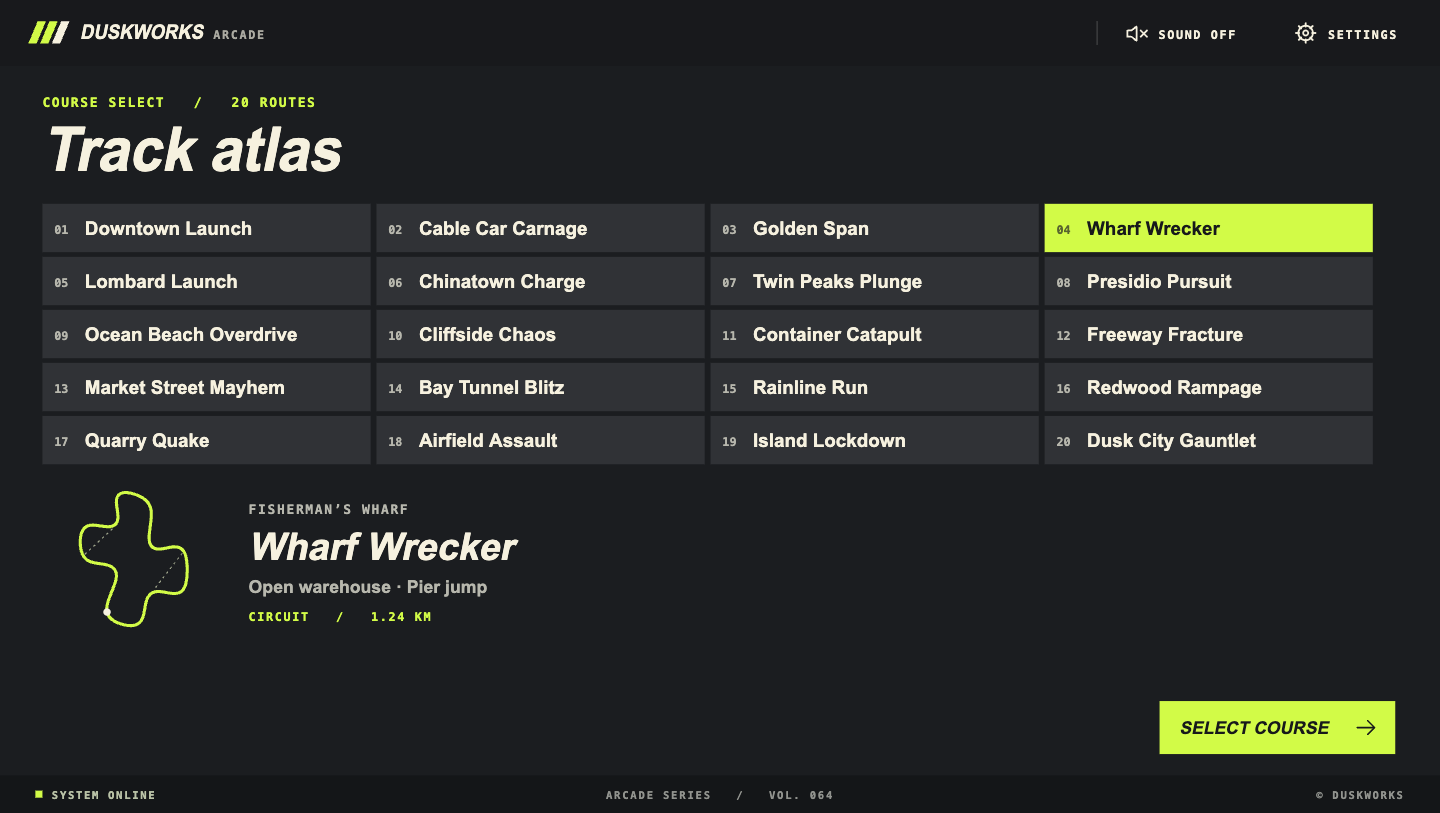 DUSKWORKS ARCADE
SOUND OFF
SETTINGS
COURSE SELECT / 20 ROUTES
Track atlas
01 Downtown Launch
02 Cable Car Carnage
03 Golden Span
04 Wharf Wrecker
05 Lombard Launch
06 Chinatown Charge
07 Twin Peaks Plunge
08 Presidio Pursuit
09 Ocean Beach Overdrive
10 Cliffside Chaos
11 Container Catapult
12 Freeway Fracture
13 Market Street Mayhem
14 Bay Tunnel Blitz
15 Rainline Run
16 Redwood Rampage
17 Quarry Quake
18 Airfield Assault
19 Island Lockdown
20 Dusk City Gauntlet
FISHERMAN’S WHARF
Wharf Wrecker
Open warehouse · Pier jump
CIRCUIT / 1.24 KM
SELECT COURSE
SYSTEM ONLINE
ARCADE SERIES / VOL. 064
© DUSKWORKS